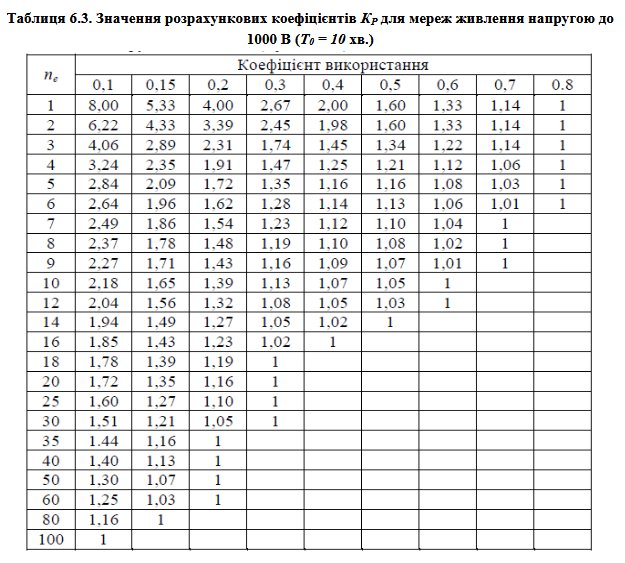 Таблиця 6.3. Значення розрахункових коефіцієнтів KP для мереж живлення напругою до
1000 В (T0 = 10 хв.)
nе Коефіцієнт використання
0,1 0,15 0,2 0,3 0,4 0,5 0,6 0,7 0.8
1 8,00 5,33 4,00 2,67 2,00 1,60 1,33 1,14 1
2 6,22 4,33 3,39 2,45 1,98 1,60 1,33 1,14 1
3 4,06 2,89 2,31 1,74 1,45 1,34 1,22 1,14 1
4 3,24 2,35 1,91 1,47 1,25 1,21 1,12 1,06 1
5 2,84 2,09 1,72 1,35 1,16 1,16 1,08 1,03 1
6 2,64 1,96 1,62 1,28 1,14 1,13 1,06 1,01 1
7 2,49 1,86 1,54 1,23 1,12 1,10 1,04 1
8 2,37 1,78 1,48 1,19 1,10 1,08 1,02 1
9 2,27 1,71 1,43 1,16 1,09 1,07 1,01 1
10 2,18 1,65 1,39 1,13 1,07 1,05 1
12 2,04 1,56 1,32 1,08 1,05 1,03 1
14 1,94 1,49 1,27 1,05 1,02 1
16 1,85 1,43 1,23 1,02 1
18 1,78 1,39 1,19 1
20 1,72 1,35 1,16 1
25 1,60 1,27 1,10 1
30 1,51 1,21 1,05 1
35 1.44 1,16 1
40 1,40 1,13 1
50 1,30 1,07 1
60 1,25 1,03 1
80 1,16 1
100 1